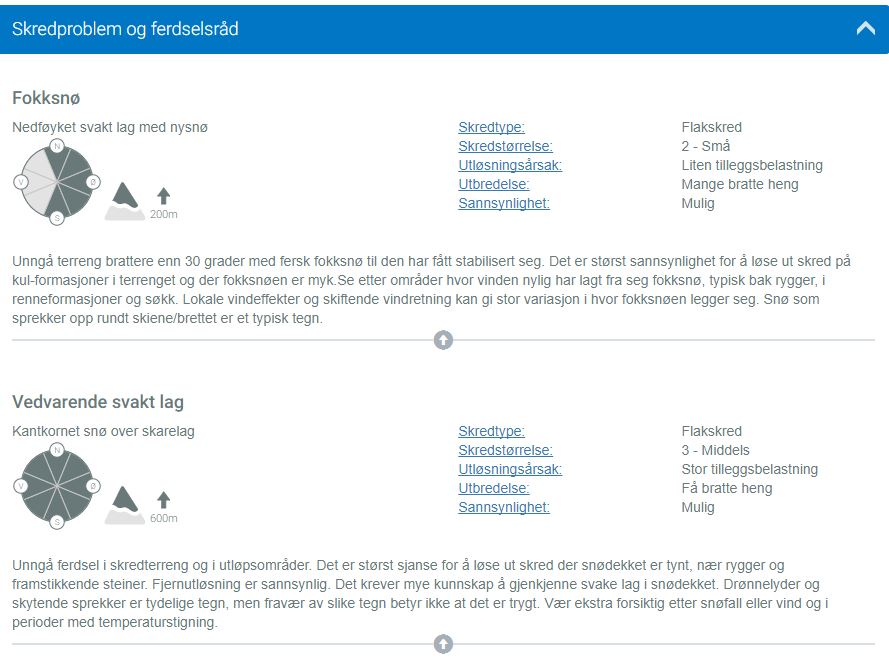 Skredproblem og ferdselsråd
Fokksnø
Nedføyket svakt lag med nysnø
N
V
Ø
S
200m
Skredtype: Flakskred
Skredstørrelse: 2 - Små
Utløsningsårsak: Liten tilleggsbelastning
Utbredelse: Mange bratte heng
Sannsynlighet: Mulig
Unngå terreng brattere enn 30 grader med fersk fokksnø til den har fått stabilisert seg. Det er størst sannsynlighet for å løse ut skred på
kul-formasjoner i terrenget og der fokksnøen er myk.Se etter områder hvor vinden nylig har lagt fra seg fokksnø, typisk bak rygger, i
renneformasjoner og søkk. Lokale vindeffekter og skiftende vindretning kan gi stor variasjon i hvor fokksnøen legger seg. Snø som
sprekker opp rundt skiene/brettet er et typisk tegn.
Vedvarende svakt lag
Kantkornet snø over skarelag
N
V
Ø
S
600m
Skredtype: Flakskred
Skredstørrelse: 3 - Middels
Utløsningsårsak: Stor tilleggsbelastning
Utbredelse: Få bratte heng
Sannsynlighet: Mulig
Unngå ferdsel i skredterreng og i utløpsområder. Det er størst sjanse for å løse ut skred der snødekket er tynt, nær rygger og
framstikkende steiner. Fjernutløsning er sannsynlig. Det krever mye kunnskap å gjenkjenne svake lag i snødekket. Drønnelyder og
skytende sprekker er tydelige tegn, men fravær av slike tegn betyr ikke at det er trygt. Vær ekstra forsiktig etter snøfall eller vind og i
perioder med temperaturstigning.